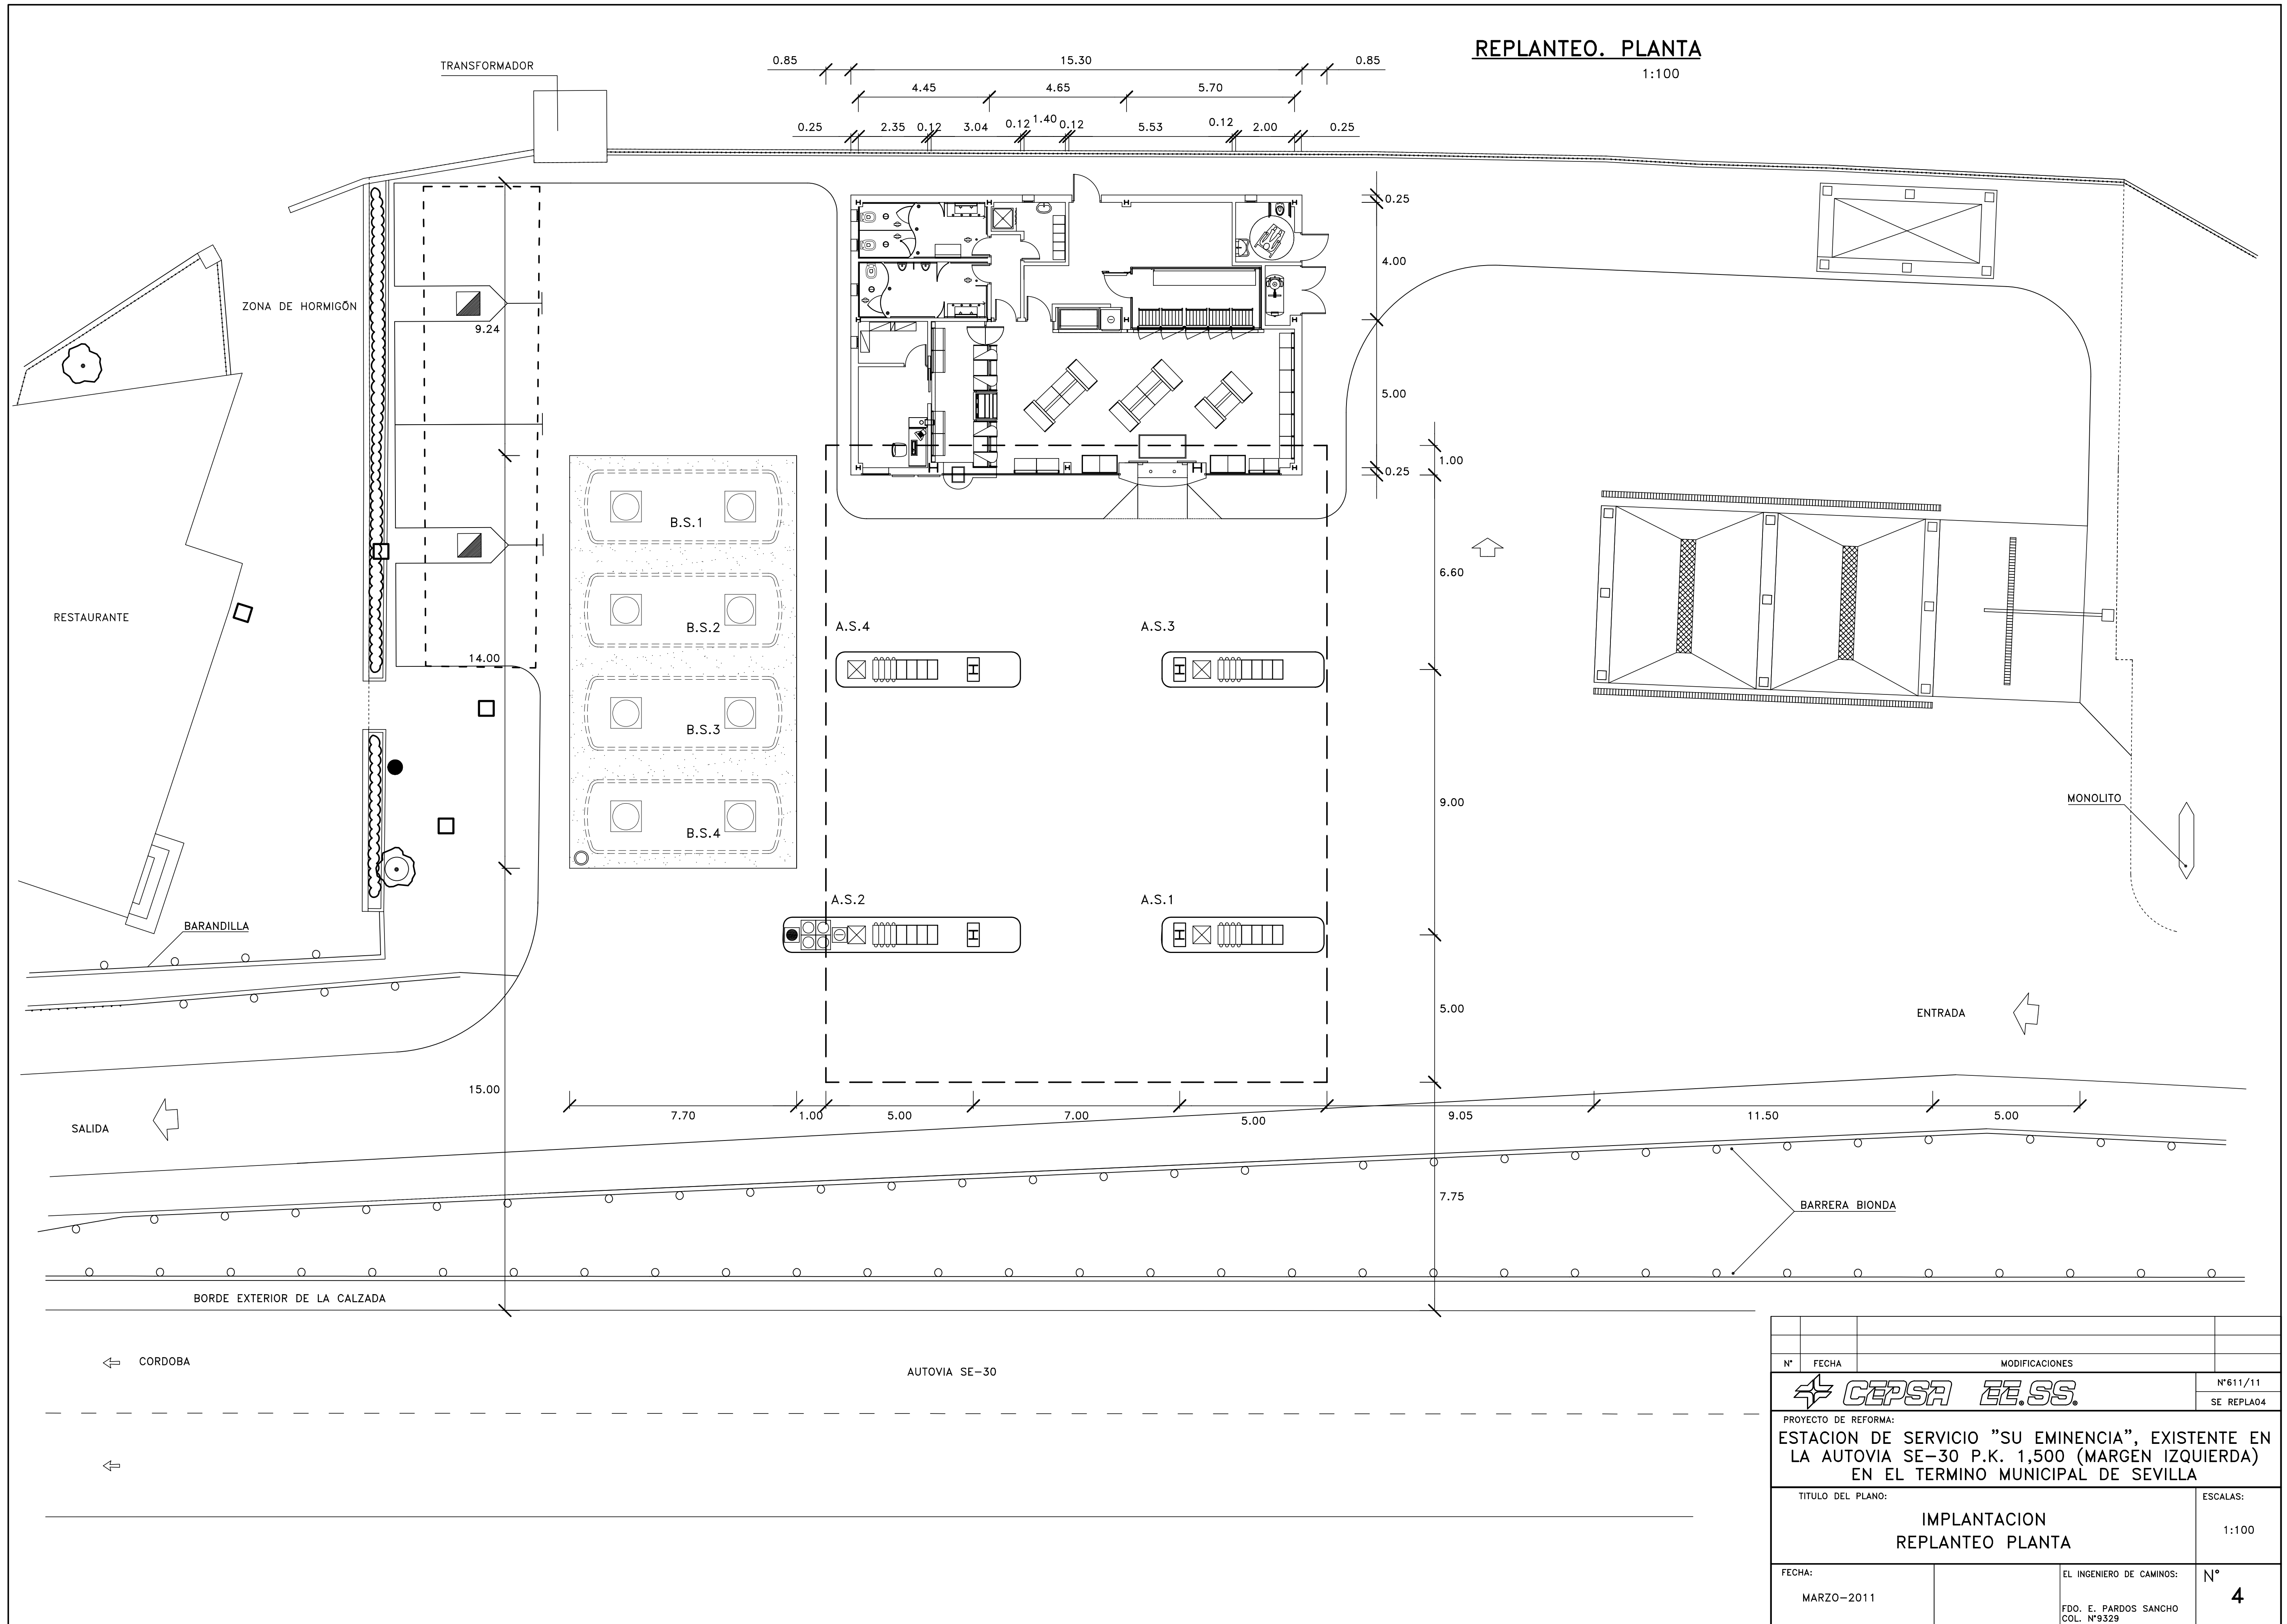 REPLANTEO. PLANTA
1:100
TRANSFORMADOR
0.85 15.30 0.85
4.45 4.65 5.70
0.25 2.35 0.12 3.04 0.12 1.40 0.12 5.53 0.12 2.00 0.25
0.25
4.00
5.00
0.25
1.00
ZONA DE HORMIGÓN
9.24
B.S.1
6.60
RESTAURANTE
B.S.2
A.S.4
A.S.3
14.00
B.S.3
9.00
MONOLITO
B.S.4
A.S.2
A.S.1
BARANDILLA
5.00
ENTRADA
15.00
7.70 1.00 5.00 7.00 5.00 9.05 11.50 5.00
SALIDA
7.75
BARRERA BIONDA
BORDE EXTERIOR DE LA CALZADA
CORDOBA
AUTOVIA SE-30
N° FECHA MODIFICACIONES
CEPSA EE.SS.
N°611/11
SE REPLA04
PROYECTO DE REFORMA:
ESTACION DE SERVICIO "SU EMINENCIA", EXISTENTE EN
LA AUTOVIA SE-30 P.K. 1,500 (MARGEN IZQUIERDA)
EN EL TERMINO MUNICIPAL DE SEVILLA
TITULO DEL PLANO:
IMPLANTACION
REPLANTEO PLANTA
ESCALAS:
1:100
FECHA:
MARZO-2011
EL INGENIERO DE CAMINOS:
FDO. E. PARDOS SANCHO
COL. N°9329
N°
4